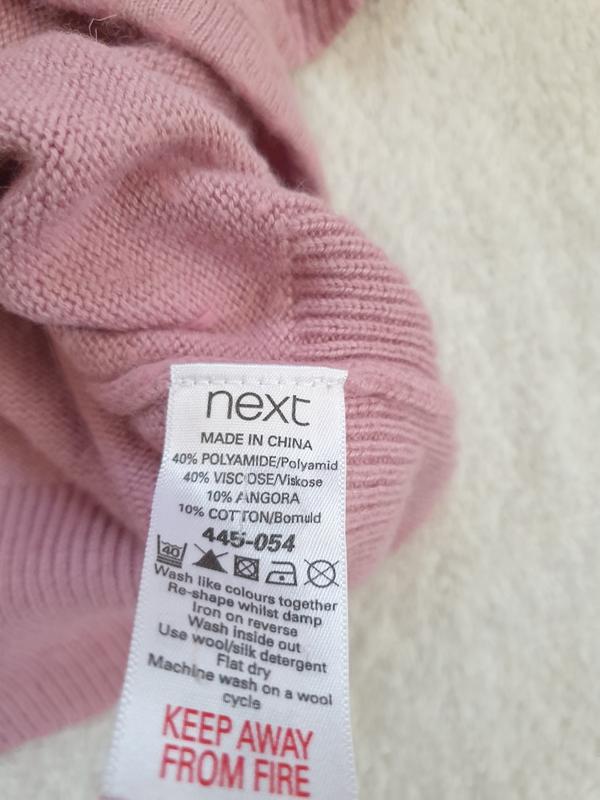 next
MADE IN CHINA
40% POLYAMIDE/Polyamid
40% VISCOSE/Viskose
10% ANGORA
10% COTTON/Bomuld
445-054
40
Wash like colours together
Re-shape whilst damp
Iron on reverse
Wash inside out
Use wool/silk detergent
Flat dry
Machine wash on a wool
cycle
KEEP AWAY
FROM FIRE